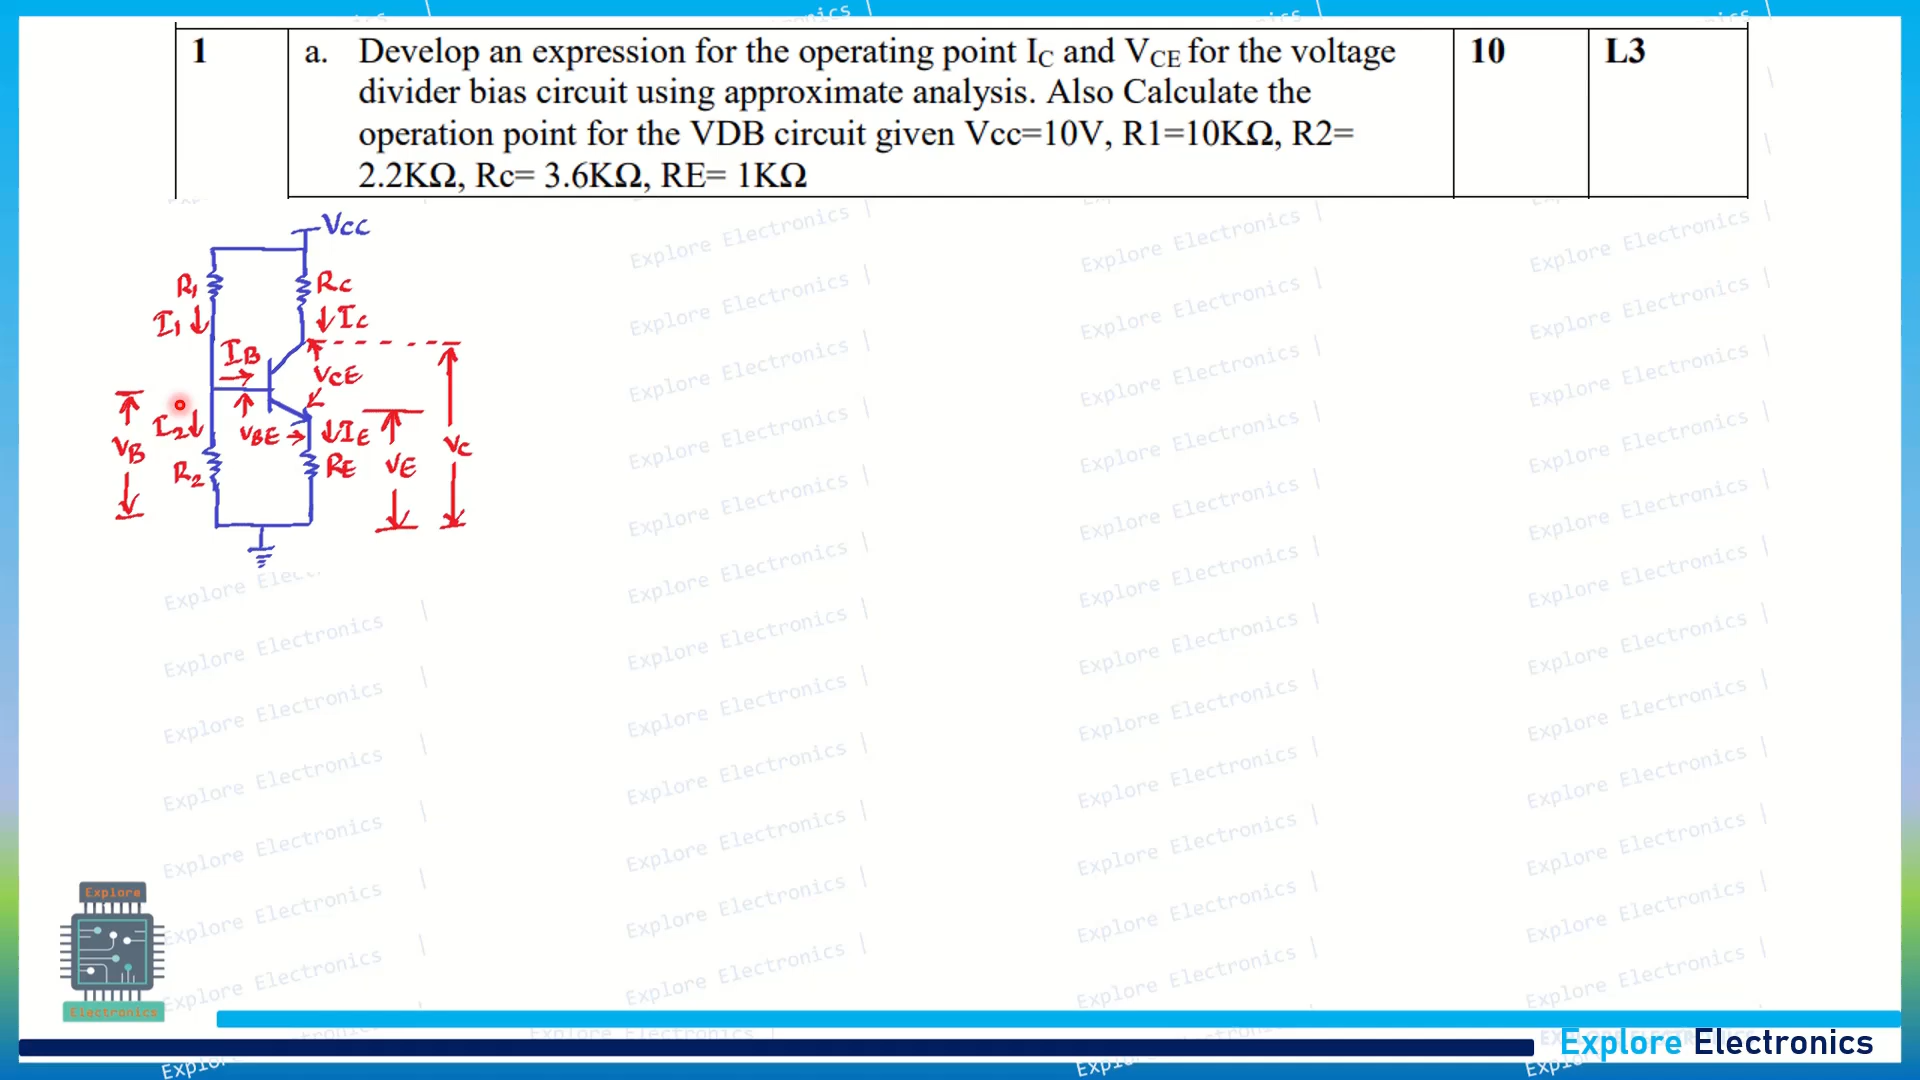 1 a. Develop an expression for the operating point IC and VCE for the voltage 10 L3
divider bias circuit using approximate analysis. Also Calculate the
operation point for the VDB circuit given Vcc=10V, R1=10KΩ, R2=
2.2KΩ, Rc= 3.6KΩ, RE= 1KΩ
VCC
R1
RC
I1
IC
IB
VCE
I2
VB
VBE
IE
VE
VC
R2
RE
Explore Electronics |
Explore
Electronics
Explore Electronics